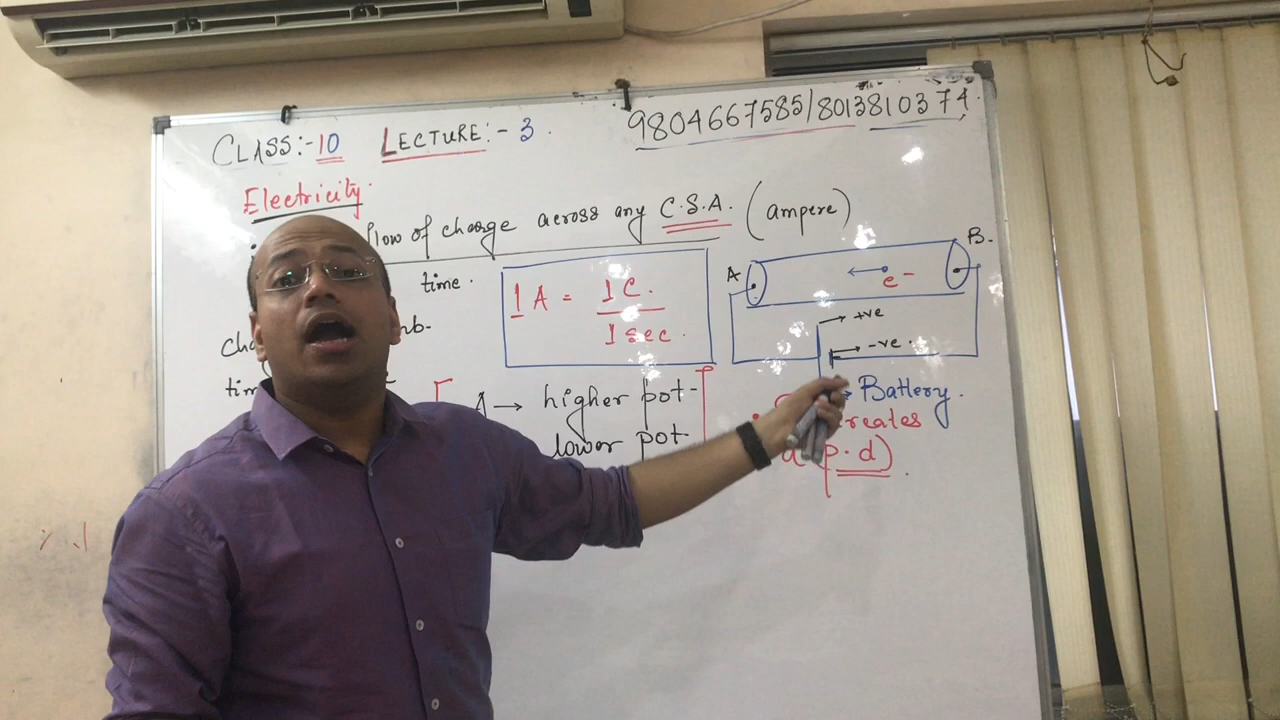 CLASS:-10 LECTURE:- 3.
9804667585/8013810374.
Electricity.
flow of charge across any C.S.A. (ampere)
time.
1 A = 1 C.
1 sec.
A
B.
e-
+ve
-ve.
Battery.
A → higher pot-
lower pot-
creates
(p.d)